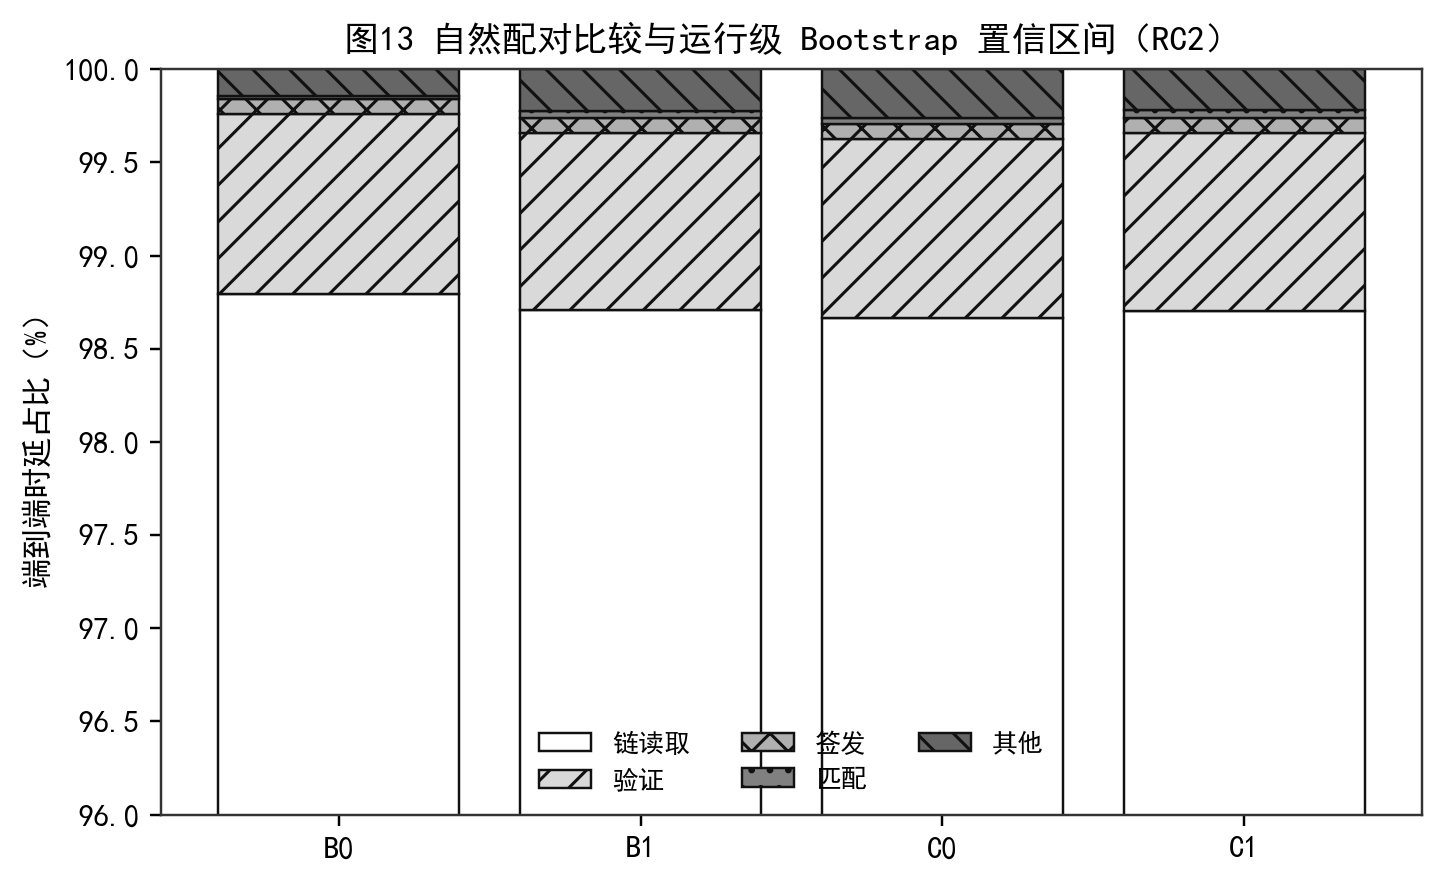 图13 自然配对比较与运行级 Bootstrap 置信区间（RC2）
端到端时延占比（%）
100.0
99.5
99.0
98.5
98.0
97.5
97.0
96.5
96.0
链读取
验证
签发
匹配
其他
B0
B1
C0
C1